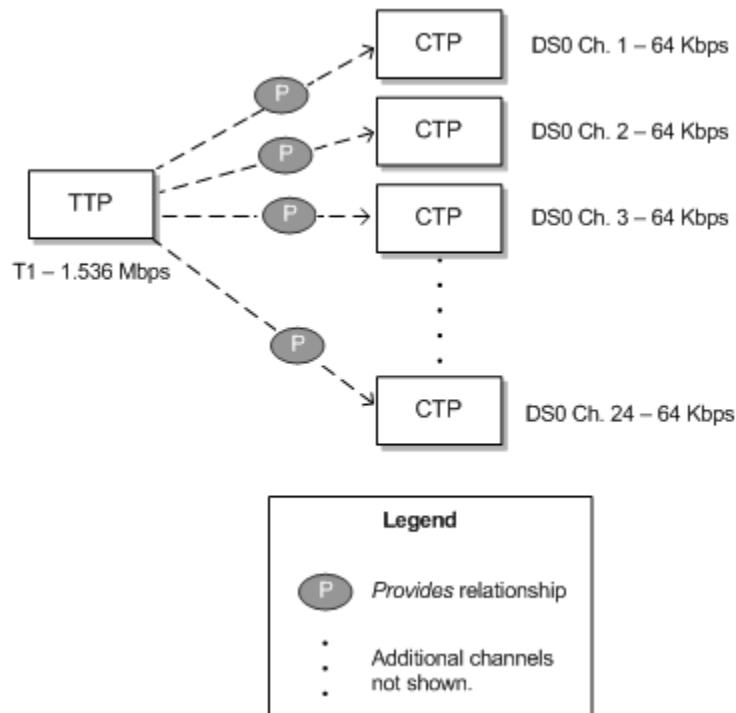 CTP
DS0 Ch. 1 – 64 Kbps
P
CTP
DS0 Ch. 2 – 64 Kbps
P
TTP
T1 – 1.536 Mbps
P
CTP
DS0 Ch. 3 – 64 Kbps
P
CTP
DS0 Ch. 24 – 64 Kbps
Legend
P
Provides relationship
Additional channels
not shown.